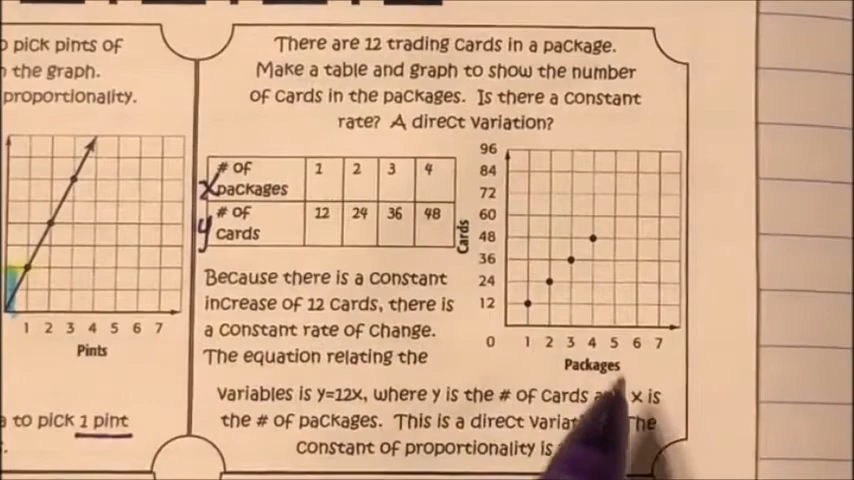 o pick pints of
the graph.
proportionality.
1 2 3 4 5 6 7
Pints
a to pick 1 pint
There are 12 trading cards in a package.
Make a table and graph to show the number
of cards in the packages. Is there a constant
rate? A direct variation?
x # of packages 1 2 3 4
y # of cards 12 24 36 48
96
84
72
60
48
36
24
12
0 1 2 3 4 5 6 7
Cards
Packages
Because there is a constant
increase of 12 cards, there is
a constant rate of change.
The equation relating the
variables is y=12x, where y is the # of cards x is
the # of packages. This is a direct The
constant of proportionality is